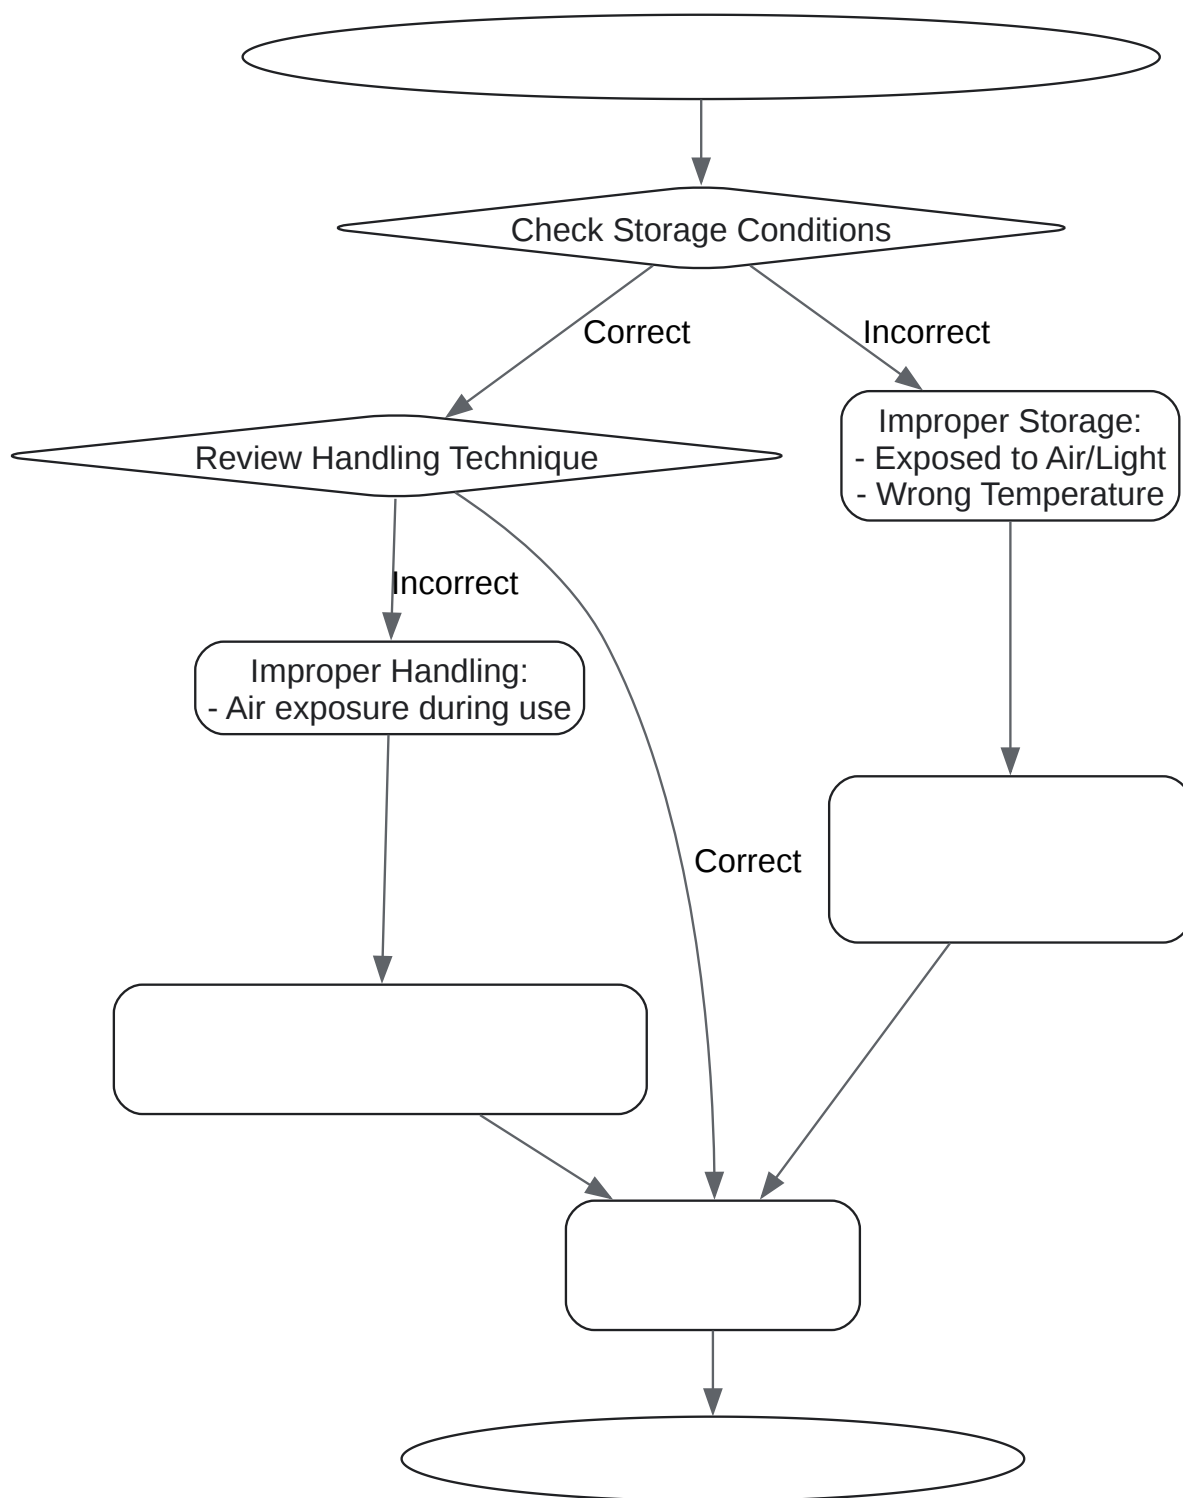 Check Storage Conditions
Correct
Incorrect
Improper Storage:
- Exposed to Air/Light
- Wrong Temperature
Review Handling Technique
Incorrect
Improper Handling:
- Air exposure during use
Correct